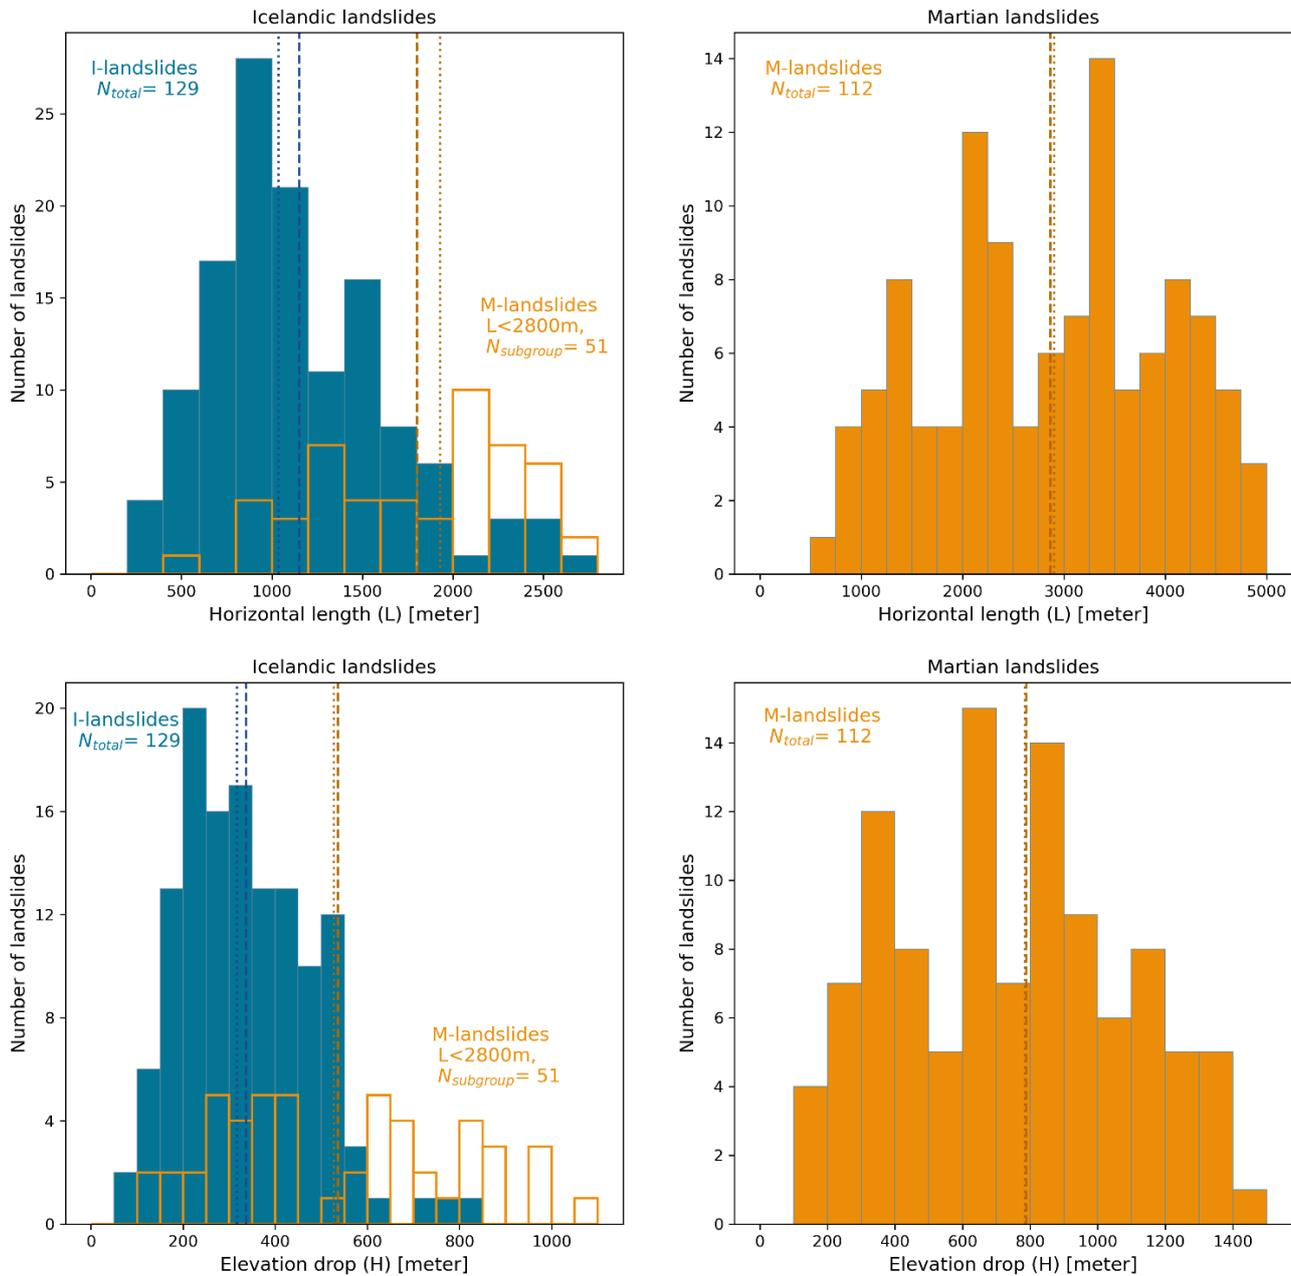 Icelandic landslides
I-landslides
N_total= 129
M-landslides
L<2800m,
N_subgroup= 51
25
20
15
10
5
0
Number of landslides
0 500 1000 1500 2000 2500
Horizontal length (L) [meter]
Martian landslides
M-landslides
N_total= 112
14
12
10
8
6
4
2
0
Number of landslides
0 1000 2000 3000 4000 5000
Horizontal length (L) [meter]
Icelandic landslides
I-landslides
N_total= 129
M-landslides
L<2800m,
N_subgroup= 51
20
16
12
8
4
0
Number of landslides
0 200 400 600 800 1000
Elevation drop (H) [meter]
Martian landslides
M-landslides
N_total= 112
14
12
10
8
6
4
2
0
Number of landslides
0 200 400 600 800 1000 1200 1400
Elevation drop (H) [meter]